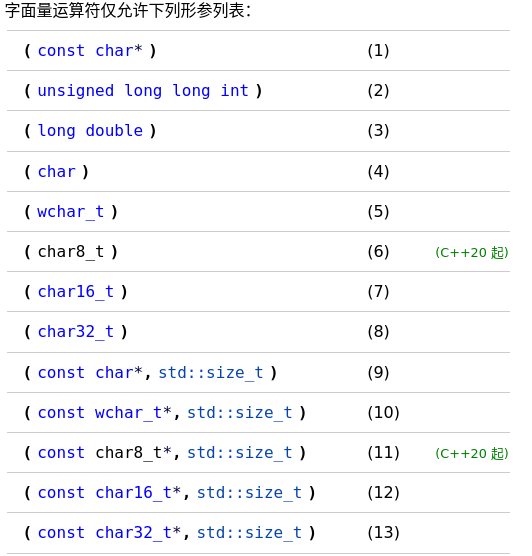 字面量运算符仅允许下列形参列表：
( const char* ) (1)
( unsigned long long int ) (2)
( long double ) (3)
( char ) (4)
( wchar_t ) (5)
( char8_t ) (6) (C++20 起)
( char16_t ) (7)
( char32_t ) (8)
( const char*, std::size_t ) (9)
( const wchar_t*, std::size_t ) (10)
( const char8_t*, std::size_t ) (11) (C++20 起)
( const char16_t*, std::size_t ) (12)
( const char32_t*, std::size_t ) (13)